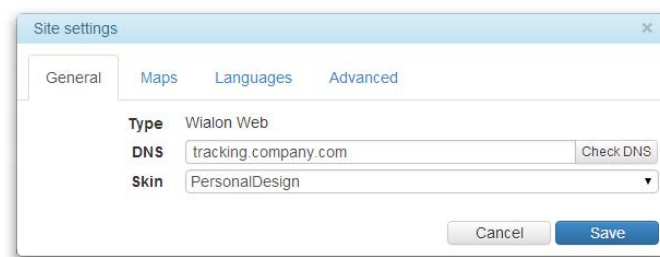 Site settings ×
General Maps Languages Advanced
Type Wialon Web
DNS tracking.company.com Check DNS
Skin PersonalDesign
Cancel Save